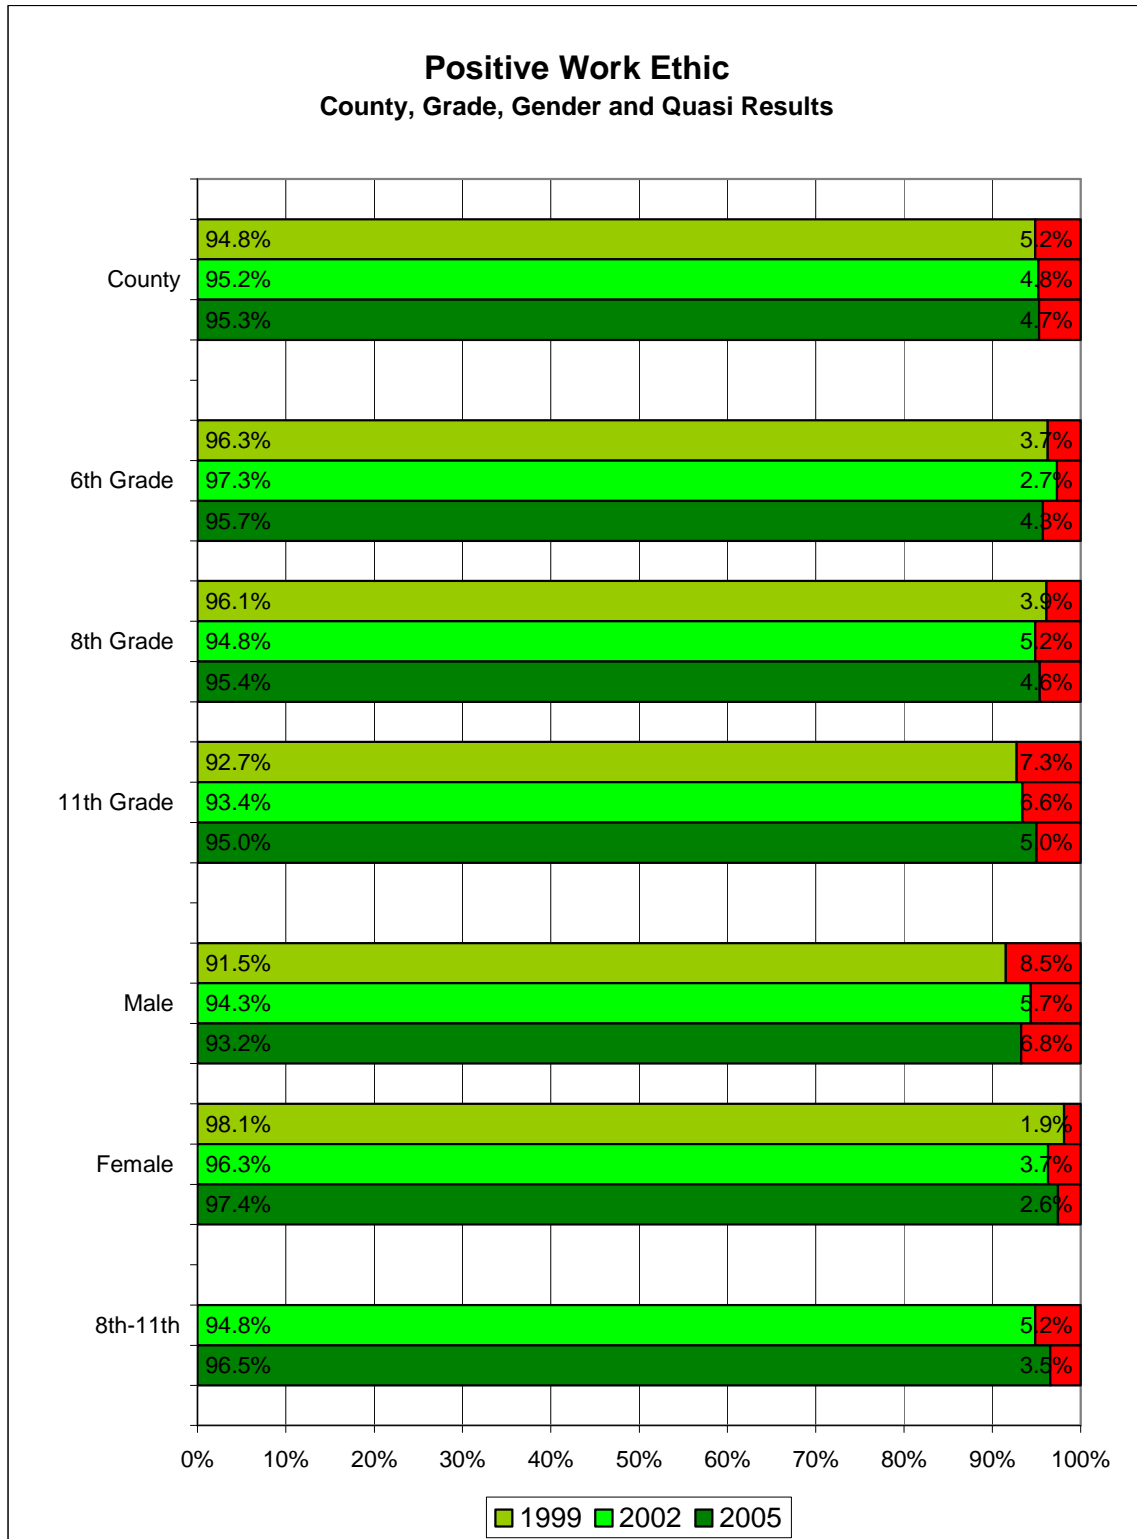 Positive Work Ethic
County, Grade, Gender and Quasi Results
94.8% 5.2%
County 95.2% 4.8%
95.3% 4.7%
96.3% 3.7%
6th Grade 97.3% 2.7%
95.7% 4.3%
96.1% 3.9%
8th Grade 94.8% 5.2%
95.4% 4.6%
92.7% 7.3%
11th Grade 93.4% 6.6%
95.0% 5.0%
91.5% 8.5%
Male 94.3% 5.7%
93.2% 6.8%
98.1% 1.9%
Female 96.3% 3.7%
97.4% 2.6%
8th-11th 94.8% 5.2%
96.5% 3.5%
0% 10% 20% 30% 40% 50% 60% 70% 80% 90% 100%
1999 2002 2005